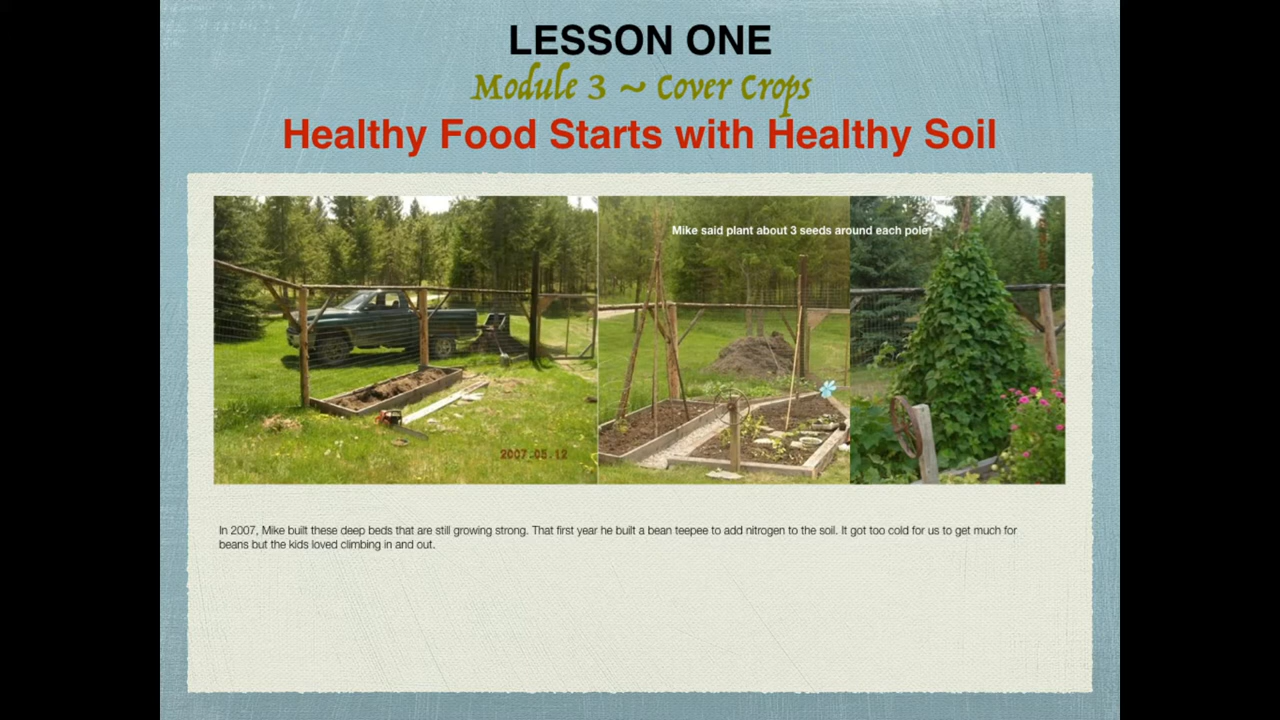 LESSON ONE
Module 3 ~ Cover Crops
Healthy Food Starts with Healthy Soil
Mike said plant about 3 seeds around each pole
2007.05.12
In 2007, Mike built these deep beds that are still growing strong. That first year he built a bean teepee to add nitrogen to the soil. It got too cold for us to get much for
beans but the kids loved climbing in and out.